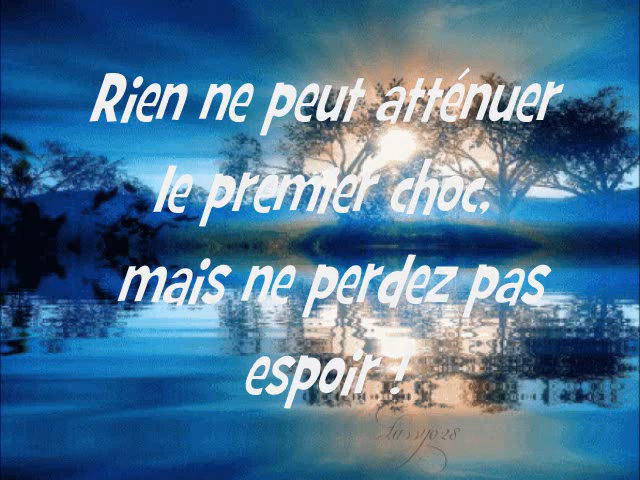 Rien ne peut atténuer
le premier choc,
mais ne perdez pas
espoir !